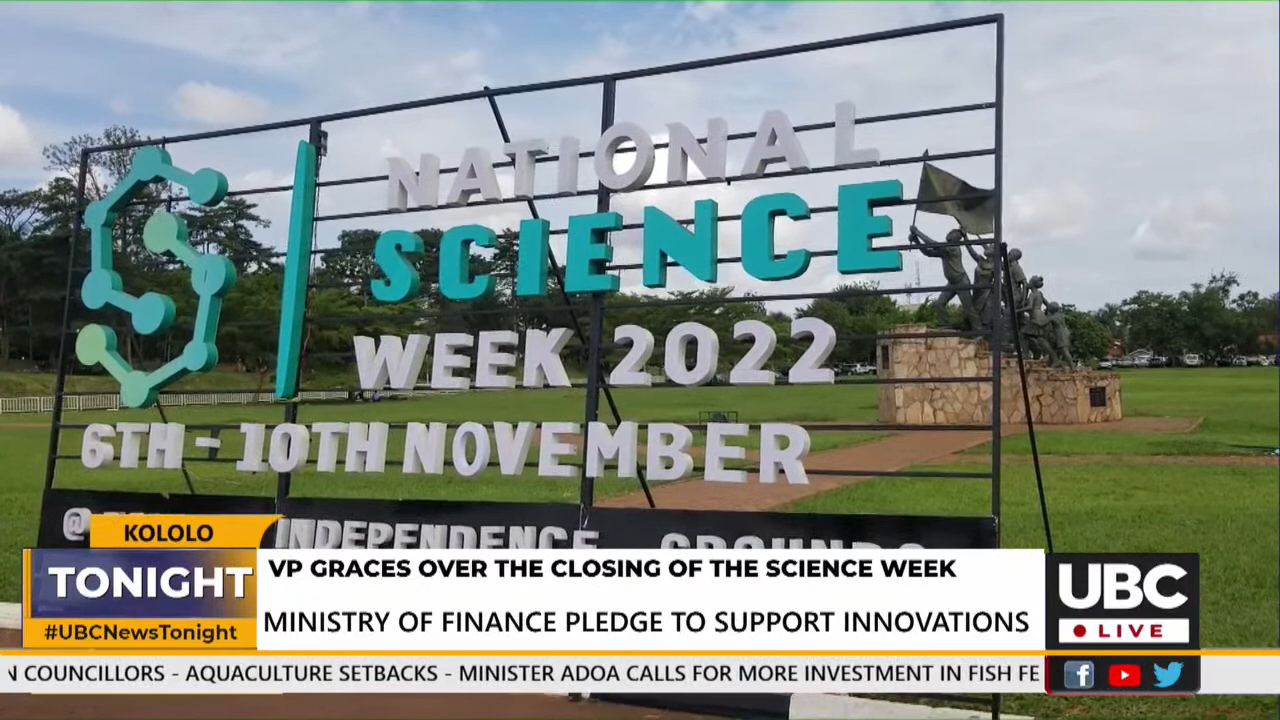 NATIONAL
SCIENCE
WEEK 2022
6TH - 10TH NOVEMBER
@ INDEPENDENCE
KOLOLO
TONIGHT
#UBCNewsTonight
VP GRACES OVER THE CLOSING OF THE SCIENCE WEEK
MINISTRY OF FINANCE PLEDGE TO SUPPORT INNOVATIONS
UBC
LIVE
N COUNCILLORS - AQUACULTURE SETBACKS - MINISTER ADOA CALLS FOR MORE INVESTMENT IN FISH FE